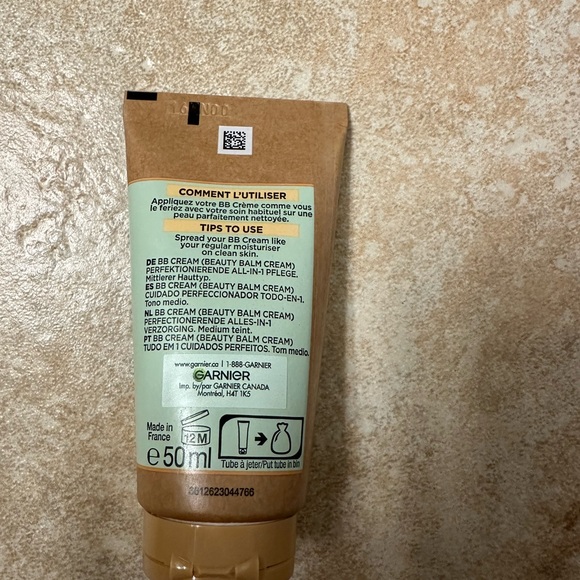 COMMENT L'UTILISER
Appliquez votre BB Crème comme vous
le feriez avec votre soin habituel sur une
peau parfaitement nettoyée.
TIPS TO USE
Spread your BB Cream like
your regular moisturiser
on clean skin.
DE BB CREAM (BEAUTY BALM CREAM)
PERFEKTIONIERENDE ALL-IN-1 PFLEGE.
Mittlerer Hauttyp.
ES BB CREAM (BEAUTY BALM CREAM)
CUIDADO PERFECCIONADOR TODO-EN-1.
Tono medio.
NL BB CREAM (BEAUTY BALM CREAM)
PERFECTIONERENDE ALLES-IN-1
VERZORGING. Medium teint.
PT BB CREAM (BEAUTY BALM CREAM)
TUDO EM 1 CUIDADOS PERFEITOS. Tom medio.
www.garnier.ca | 1-888-GARNIER
GARNIER
Imp. by/par GARNIER CANADA
Montréal, H4T 1K5
Made in
France
12 M
e 50 ml
Tube à jeter/Put tube in bin
3612623044766